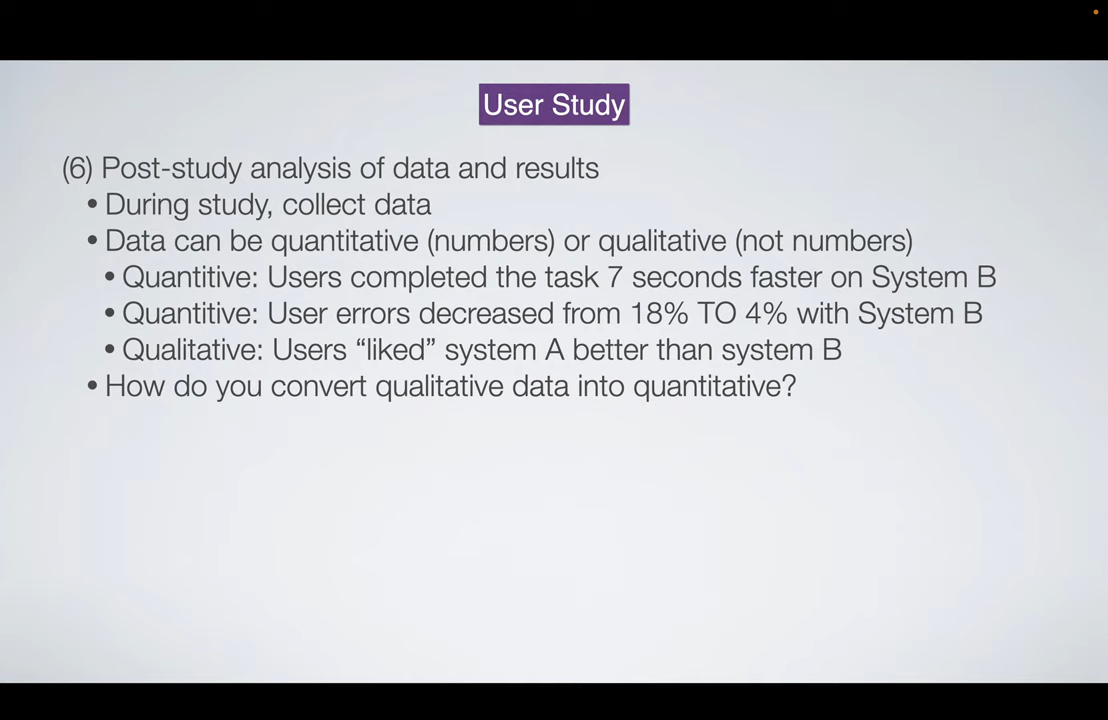 User Study
(6) Post-study analysis of data and results
• During study, collect data
• Data can be quantitative (numbers) or qualitative (not numbers)
• Quantitive: Users completed the task 7 seconds faster on System B
• Quantitive: User errors decreased from 18% TO 4% with System B
• Qualitative: Users “liked” system A better than system B
• How do you convert qualitative data into quantitative?